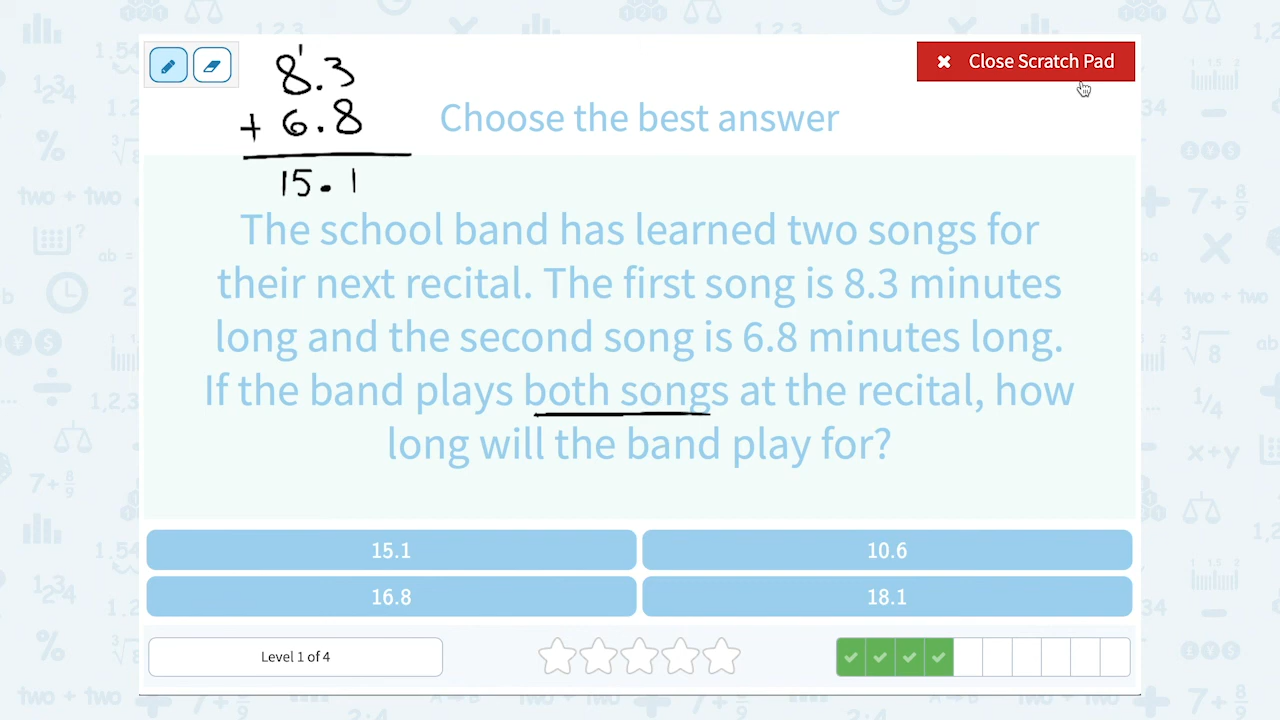 1
8.3
+ 6.8
15.1
Close Scratch Pad
Choose the best answer
The school band has learned two songs for
their next recital. The first song is 8.3 minutes
long and the second song is 6.8 minutes long.
If the band plays both songs at the recital, how
long will the band play for?
15.1
10.6
16.8
18.1
Level 1 of 4